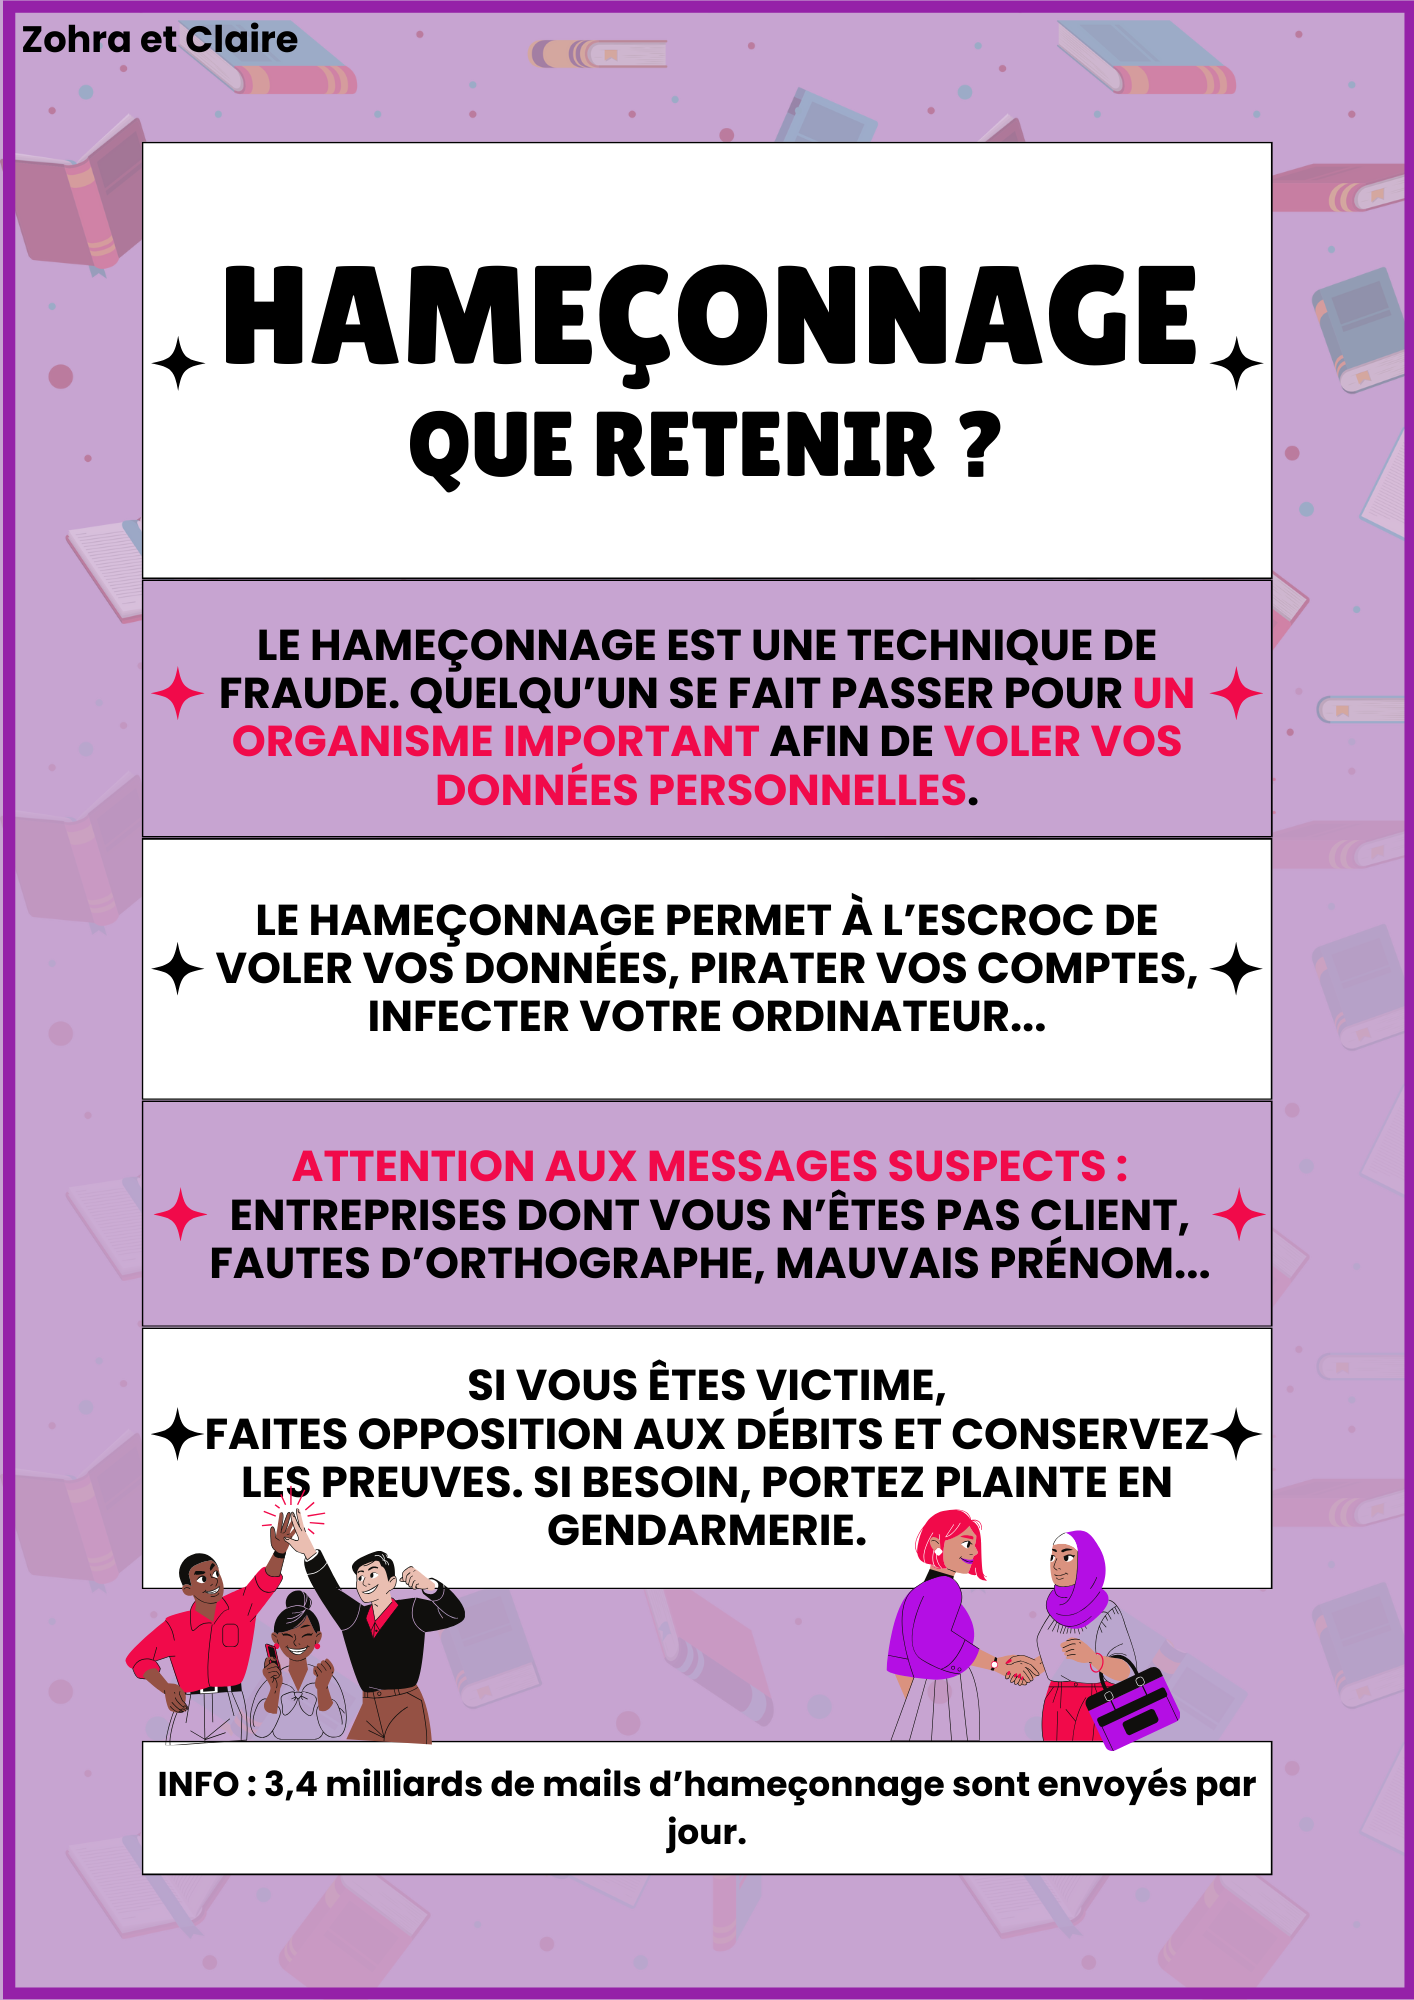 Zohra et Claire
HAMEÇONNAGE
QUE RETENIR ?
LE HAMEÇONNAGE EST UNE TECHNIQUE DE
FRAUDE. QUELQU’UN SE FAIT PASSER POUR UN
ORGANISME IMPORTANT AFIN DE VOLER VOS
DONNÉES PERSONNELLES.
LE HAMEÇONNAGE PERMET À L’ESCROC DE
VOLER VOS DONNÉES, PIRATER VOS COMPTES,
INFECTER VOTRE ORDINATEUR...
ATTENTION AUX MESSAGES SUSPECTS :
ENTREPRISES DONT VOUS N’ÊTES PAS CLIENT,
FAUTES D’ORTHOGRAPHE, MAUVAIS PRÉNOM...
SI VOUS ÊTES VICTIME,
FAITES OPPOSITION AUX DÉBITS ET CONSERVEZ
LES PREUVES. SI BESOIN, PORTEZ PLAINTE EN
GENDARMERIE.
INFO : 3,4 milliards de mails d’hameçonnage sont envoyés par
jour.